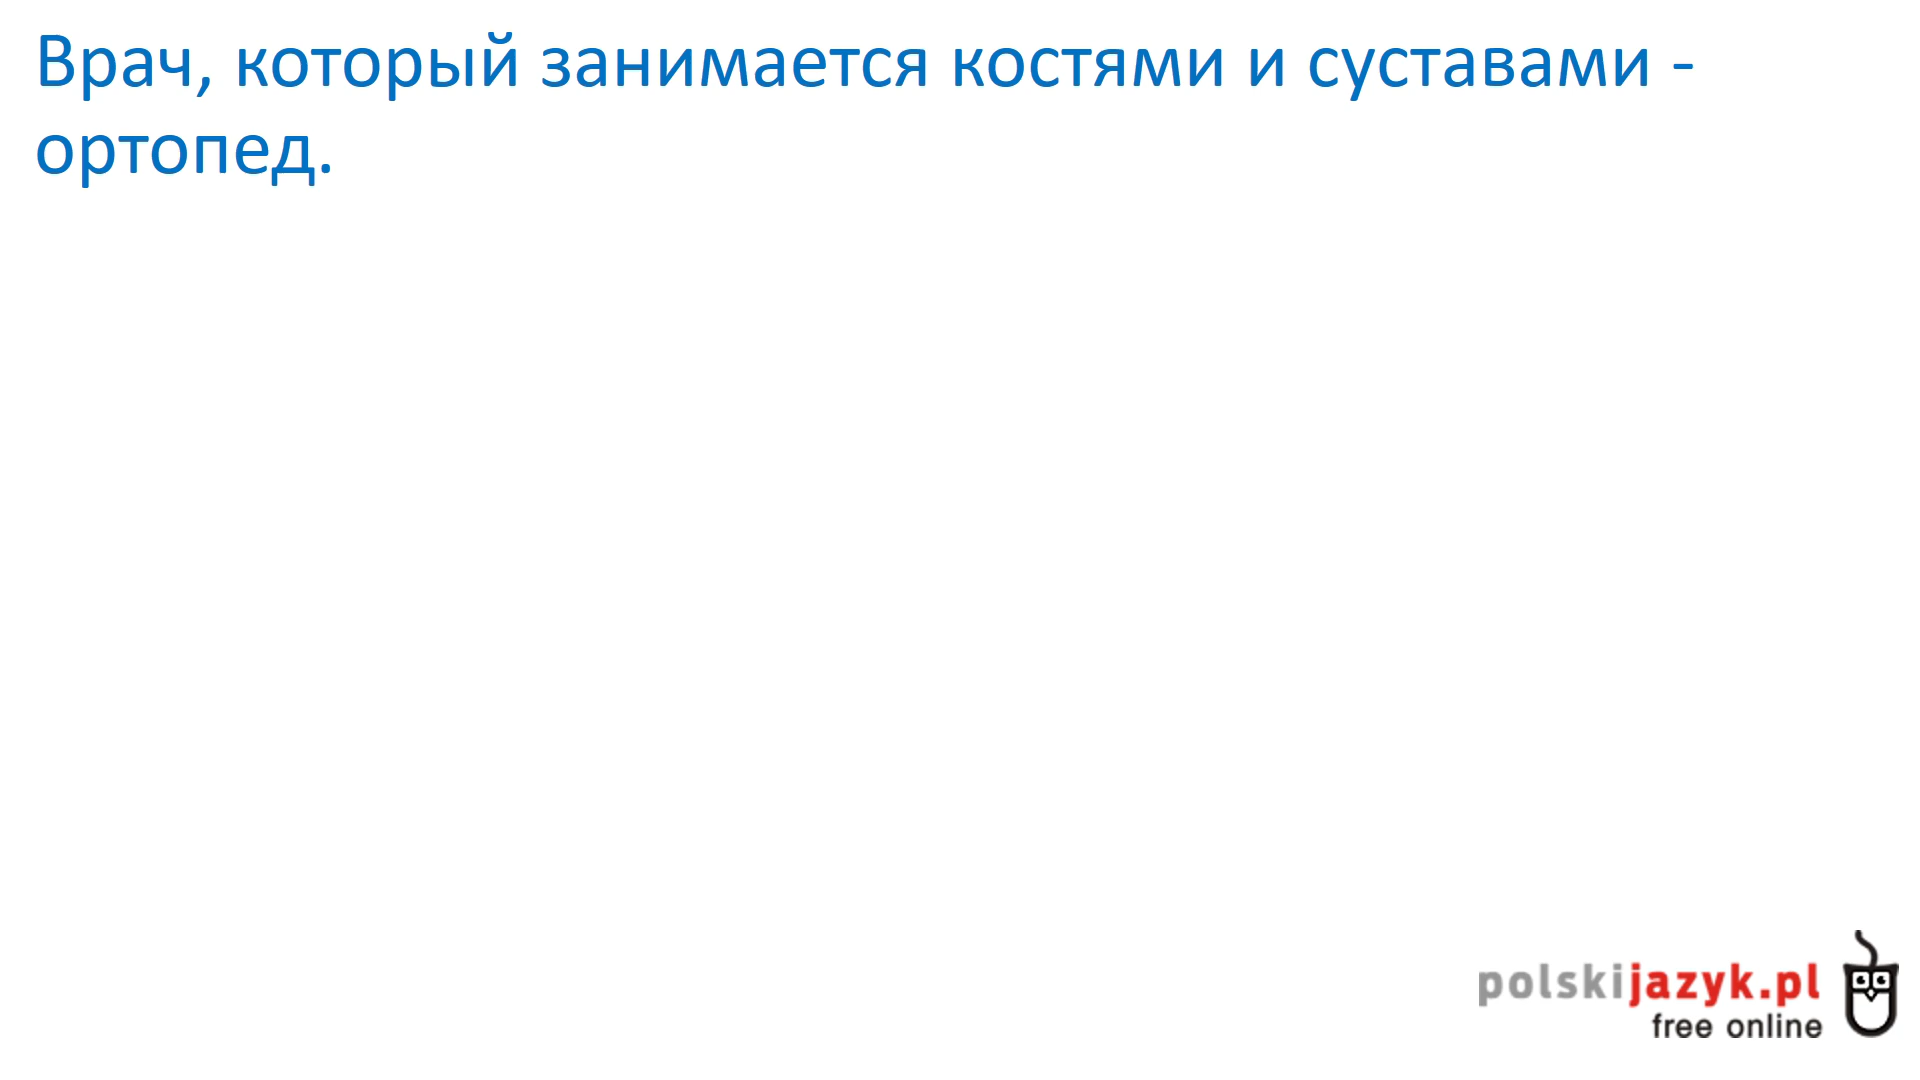 Врач, который занимается костями и суставами -
ортопед.
polskijazyk.pl
free online